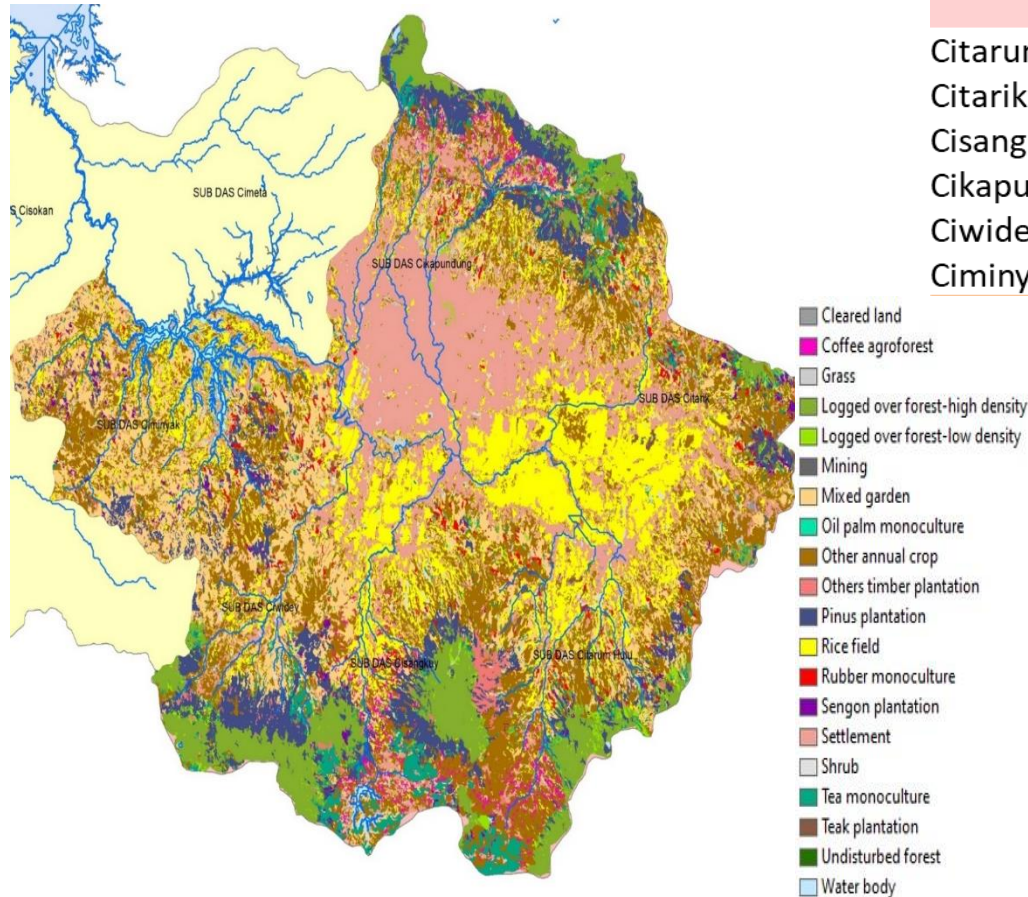 Citarum
Citarik
Cisang
Cikapu
Ciwide
Ciminy
SUB DAS Cimeta
S Cisokan
SUB DAS Cikapundung
SUB DAS Citarik
SUB DAS Ciminyak
SUB DAS Ciwidey
SUB DAS Cisangkuy
SUB DAS Citarum Hulu
Cleared land
Coffee agroforest
Grass
Logged over forest-high density
Logged over forest-low density
Mining
Mixed garden
Oil palm monoculture
Other annual crop
Others timber plantation
Pinus plantation
Rice field
Rubber monoculture
Sengon plantation
Settlement
Shrub
Tea monoculture
Teak plantation
Undisturbed forest
Water body